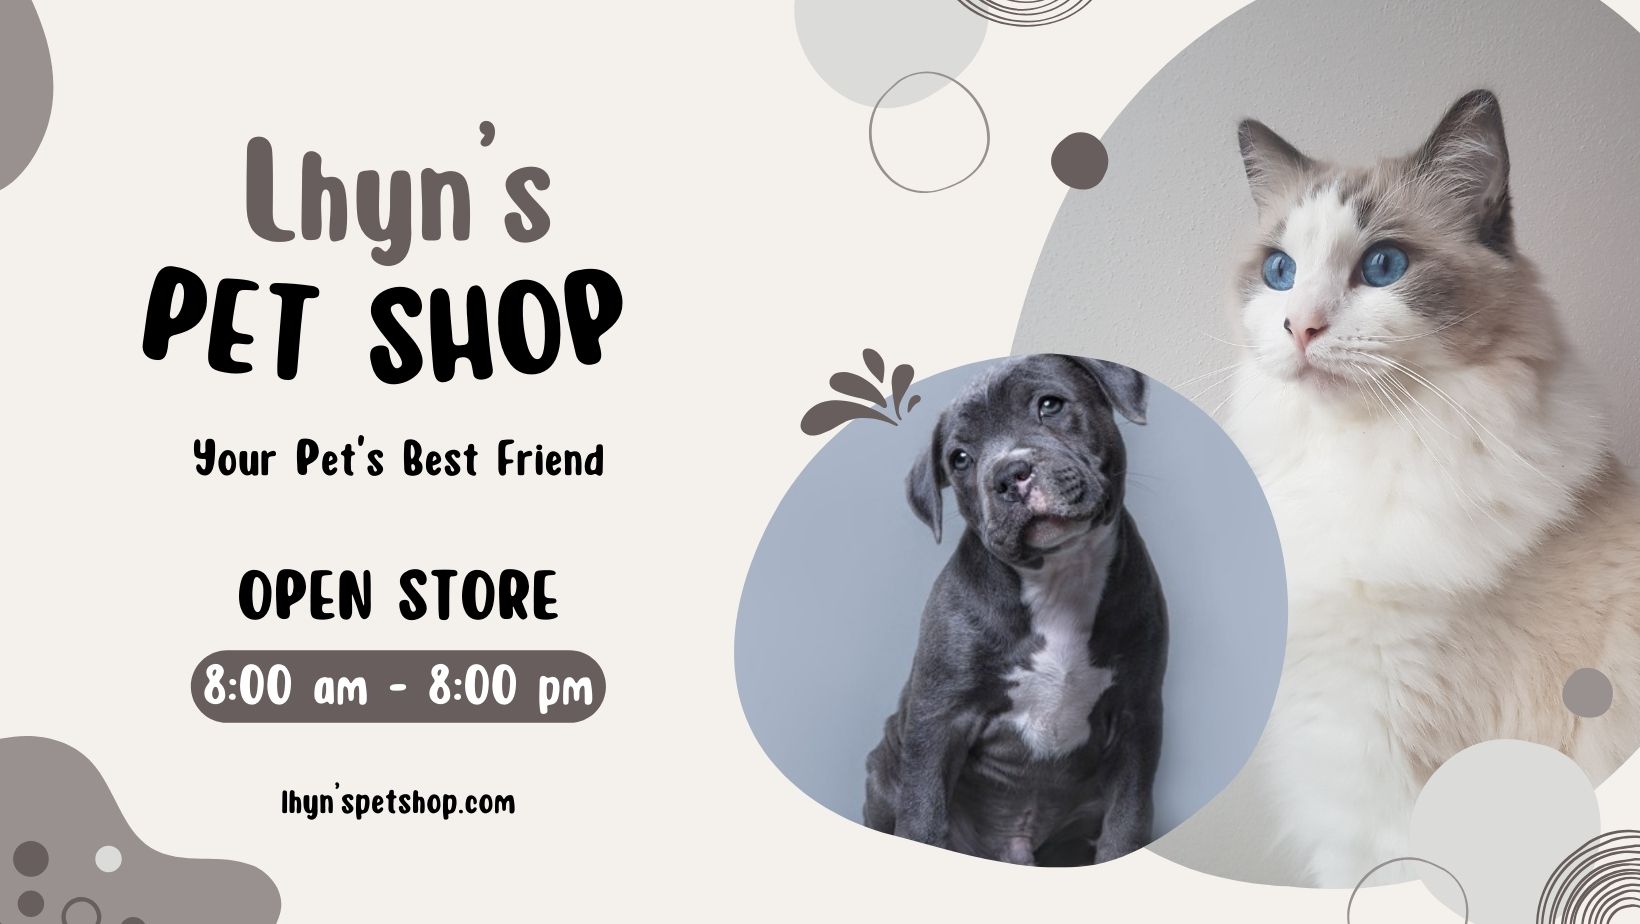 Lhyn's
PET SHOP
Your Pet's Best Friend
OPEN STORE
8:00 am - 8:00 pm
lhyn'spetshop.com